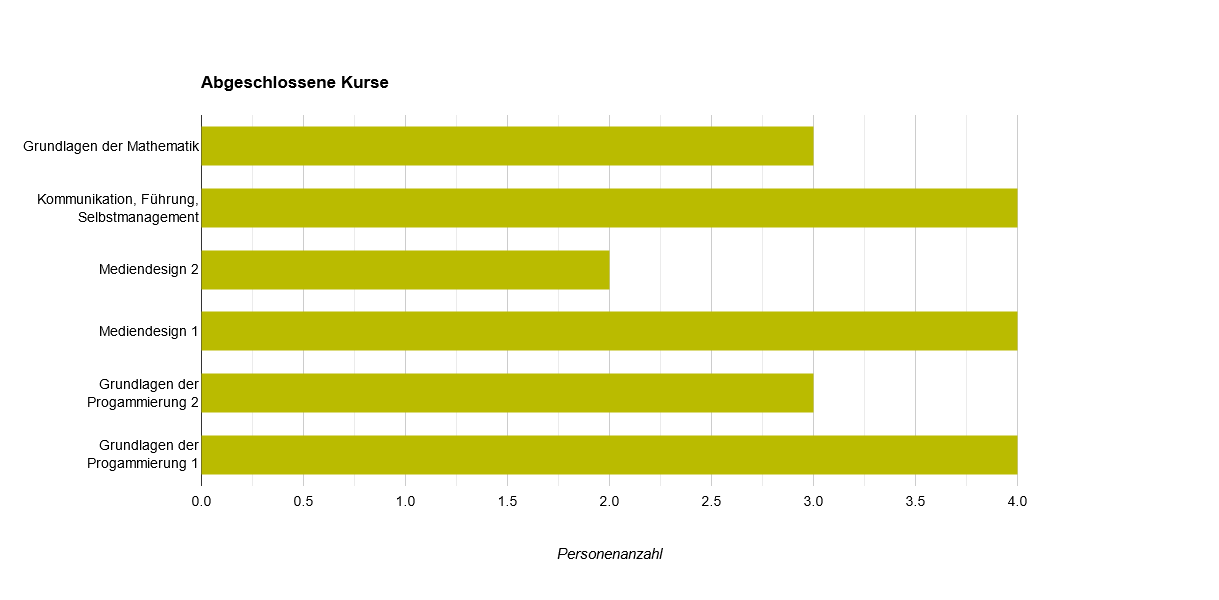 Abgeschlossene Kurse
Grundlagen der Mathematik
Kommunikation, Führung,
Selbstmanagement
Mediendesign 2
Mediendesign 1
Grundlagen der
Progammierung 2
Grundlagen der
Progammierung 1
0.0 0.5 1.0 1.5 2.0 2.5 3.0 3.5 4.0
Personenanzahl